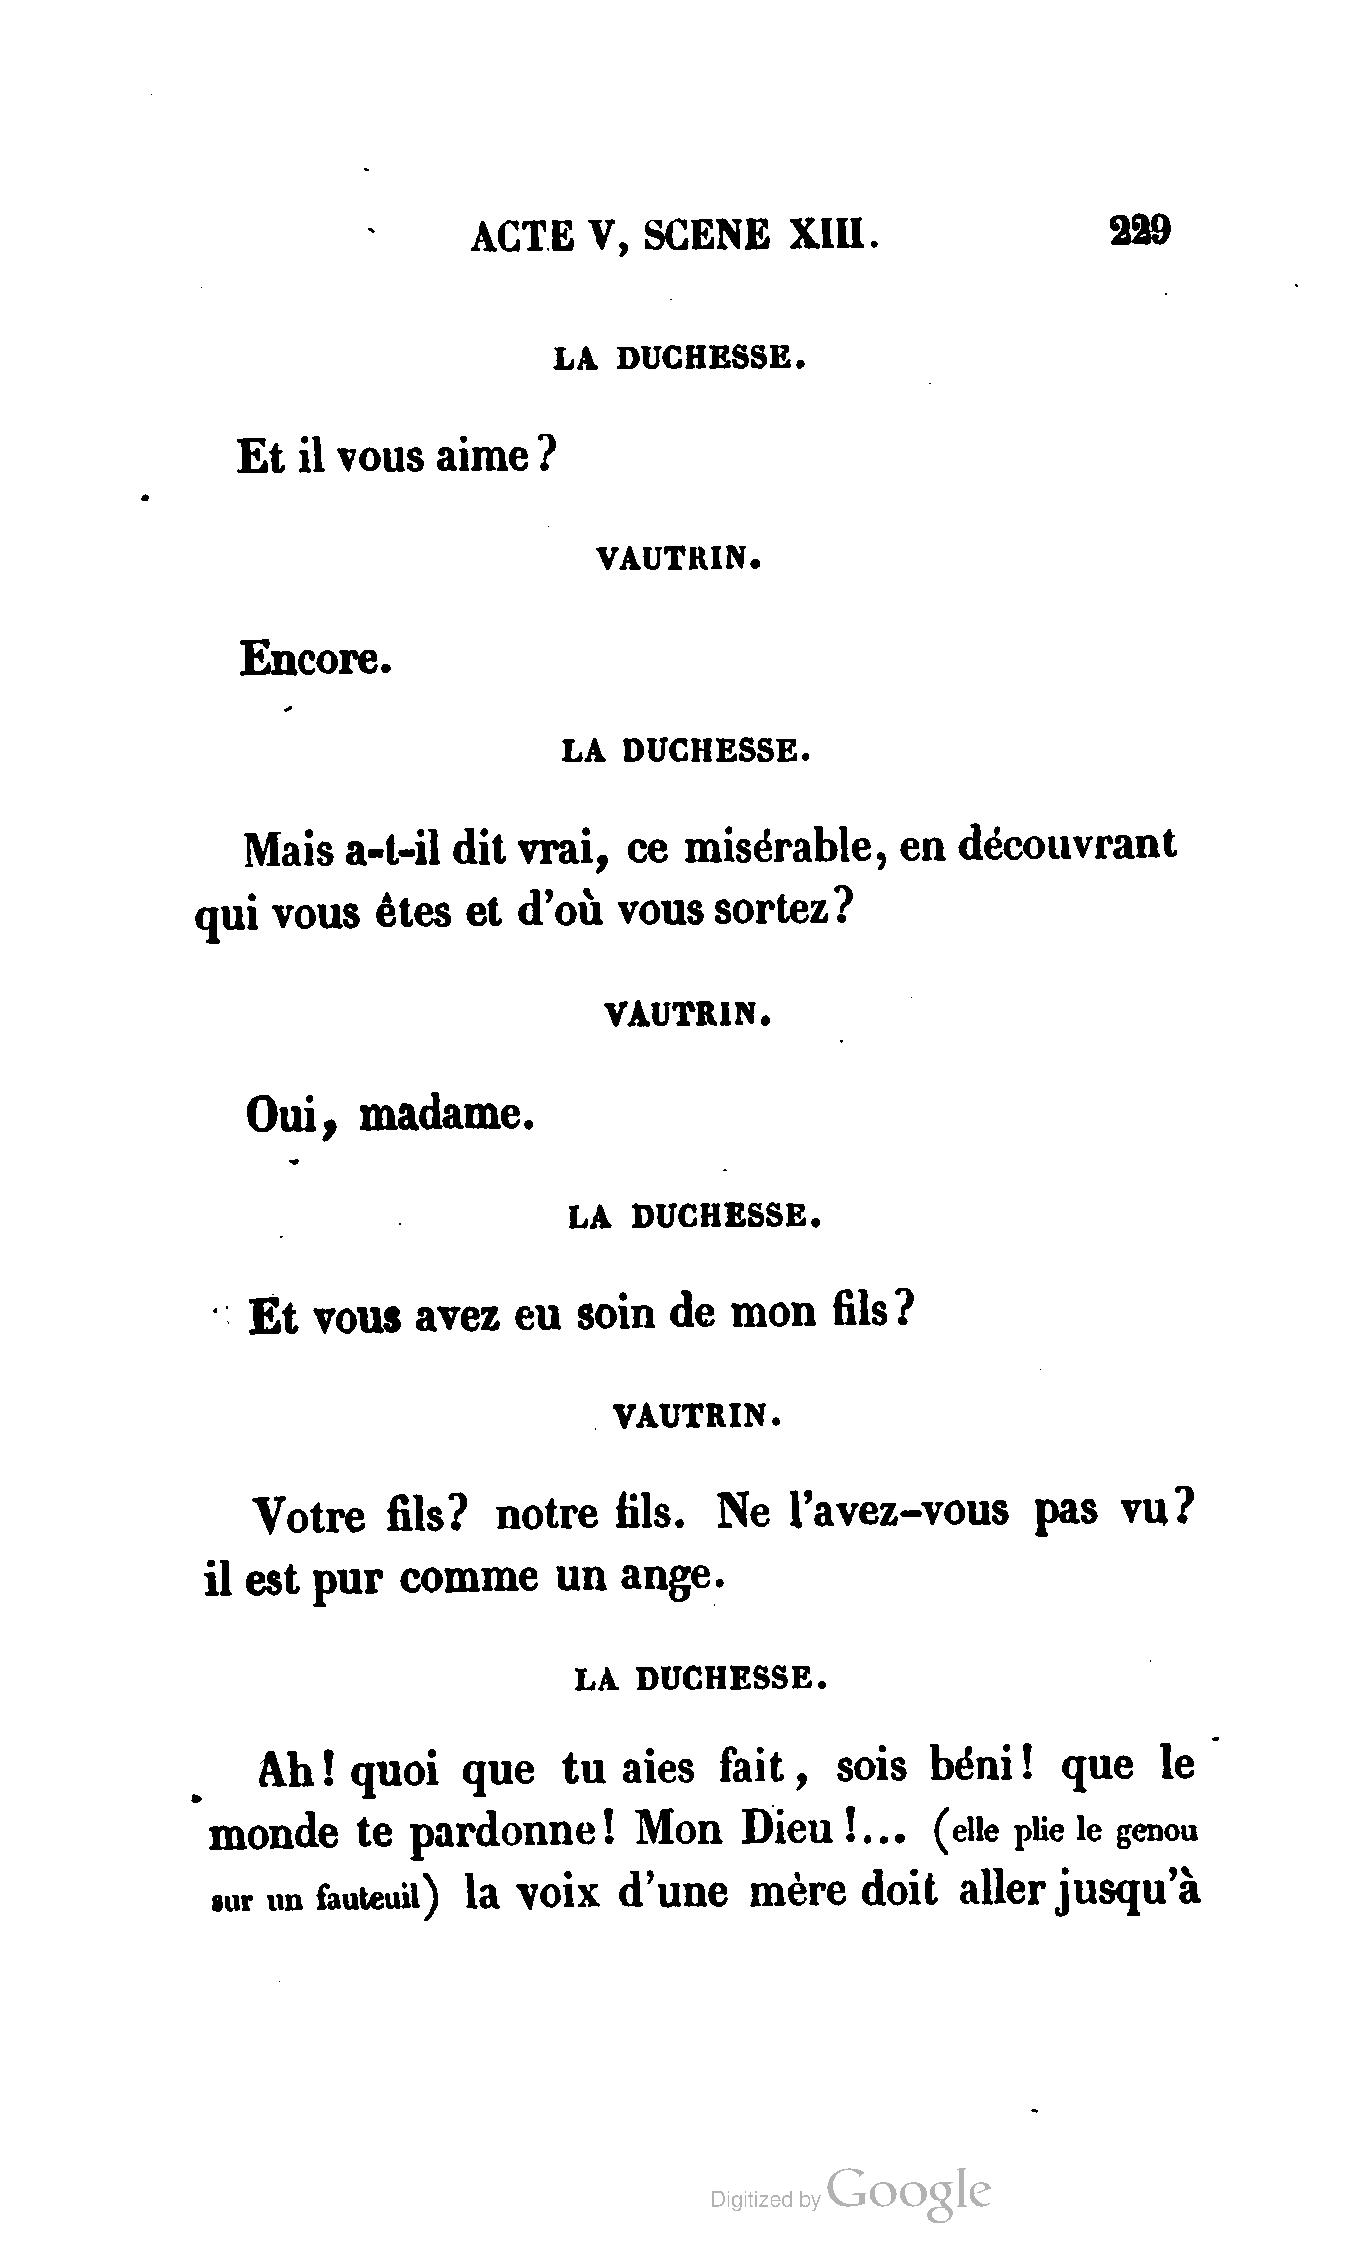 ACTE V, SCENE XIII. 229
LA DUCHESSE.
Et il vous aime?
VAUTRIN.
Encore.
LA DUCHESSE.
Mais a-t-il dit vrai, ce misérable, en découvrant
qui vous êtes et d'où vous sortez?
VAUTRIN.
Oui, madame.
LA DUCHESSE.
Et vous avez eu soin de mon fils?
VAUTRIN.
Votre fils? notre fils. Ne l'avez-vous pas vu?
il est pur comme un ange.
LA DUCHESSE.
Ah! quoi que tu aies fait, sois béni! que le
monde te pardonne! Mon Dieu!... (elle plie le genou
sur un fauteuil) la voix d'une mère doit aller jusqu'à
Digitized by Google